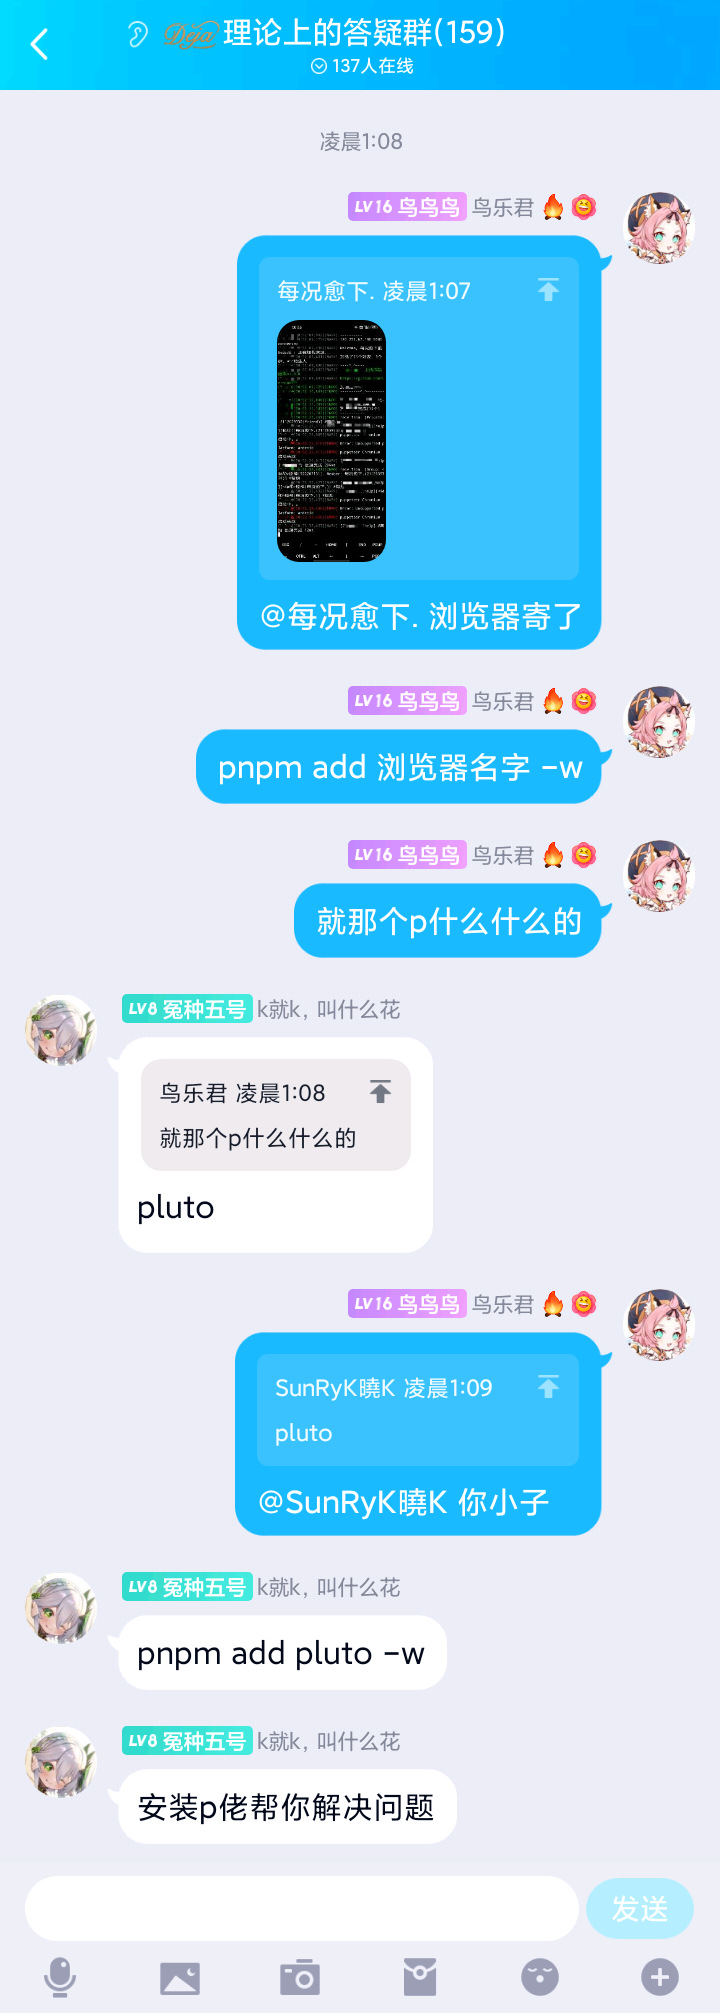 Deja 理论上的答疑群(159)
137人在线
凌晨1:08
LV16 鸟鸟鸟 鸟乐君
每况愈下. 凌晨1:07
@每况愈下. 浏览器寄了
LV16 鸟鸟鸟 鸟乐君
pnpm add 浏览器名字 -w
LV16 鸟鸟鸟 鸟乐君
就那个p什么什么的
LV8 冤种五号 k就k, 叫什么花
鸟乐君 凌晨1:08
就那个p什么什么的
pluto
LV16 鸟鸟鸟 鸟乐君
SunRyK曉K 凌晨1:09
pluto
@SunRyK曉K 你小子
LV8 冤种五号 k就k, 叫什么花
pnpm add pluto -w
LV8 冤种五号 k就k, 叫什么花
安装p佬帮你解决问题
发送